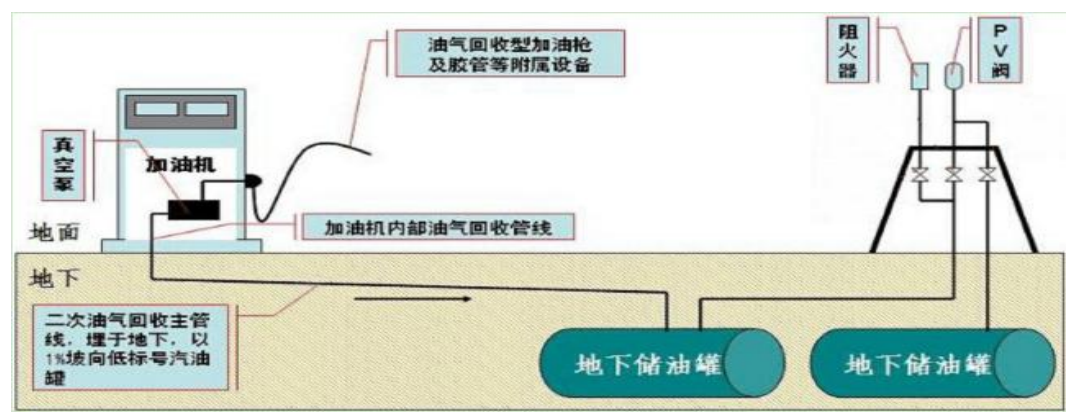 油气回收型加油枪
及胶管等附属设备
阻火器
PV阀
真空泵
加油机
加油机内部油气回收管线
地面
地下
二次油气回收主管
线，埋于地下，以
1%坡向低标号汽油
罐
地下储油罐
地下储油罐